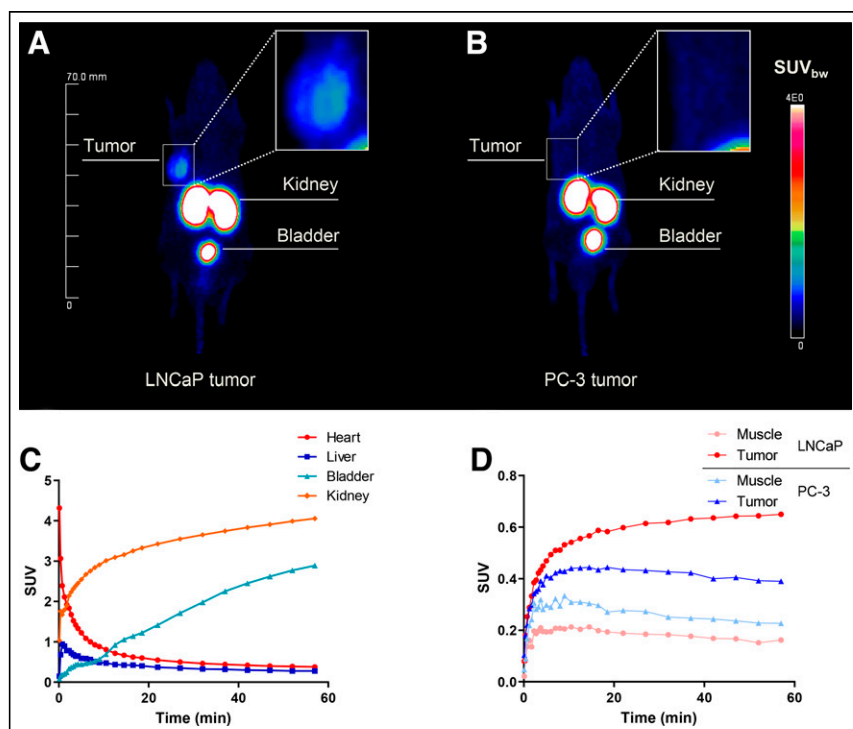 A
B
70.0 mm
SUVbw
4E0
Tumor
Tumor
Kidney
Kidney
Bladder
Bladder
0
0
LNCaP tumor
PC-3 tumor
C
Heart
Liver
Bladder
Kidney
5
4
3
2
1
0
SUV
0
20
40
60
Time (min)
D
Muscle
Tumor
LNCaP
Muscle
Tumor
PC-3
0.8
0.6
0.4
0.2
0.0
SUV
0
20
40
60
Time (min)